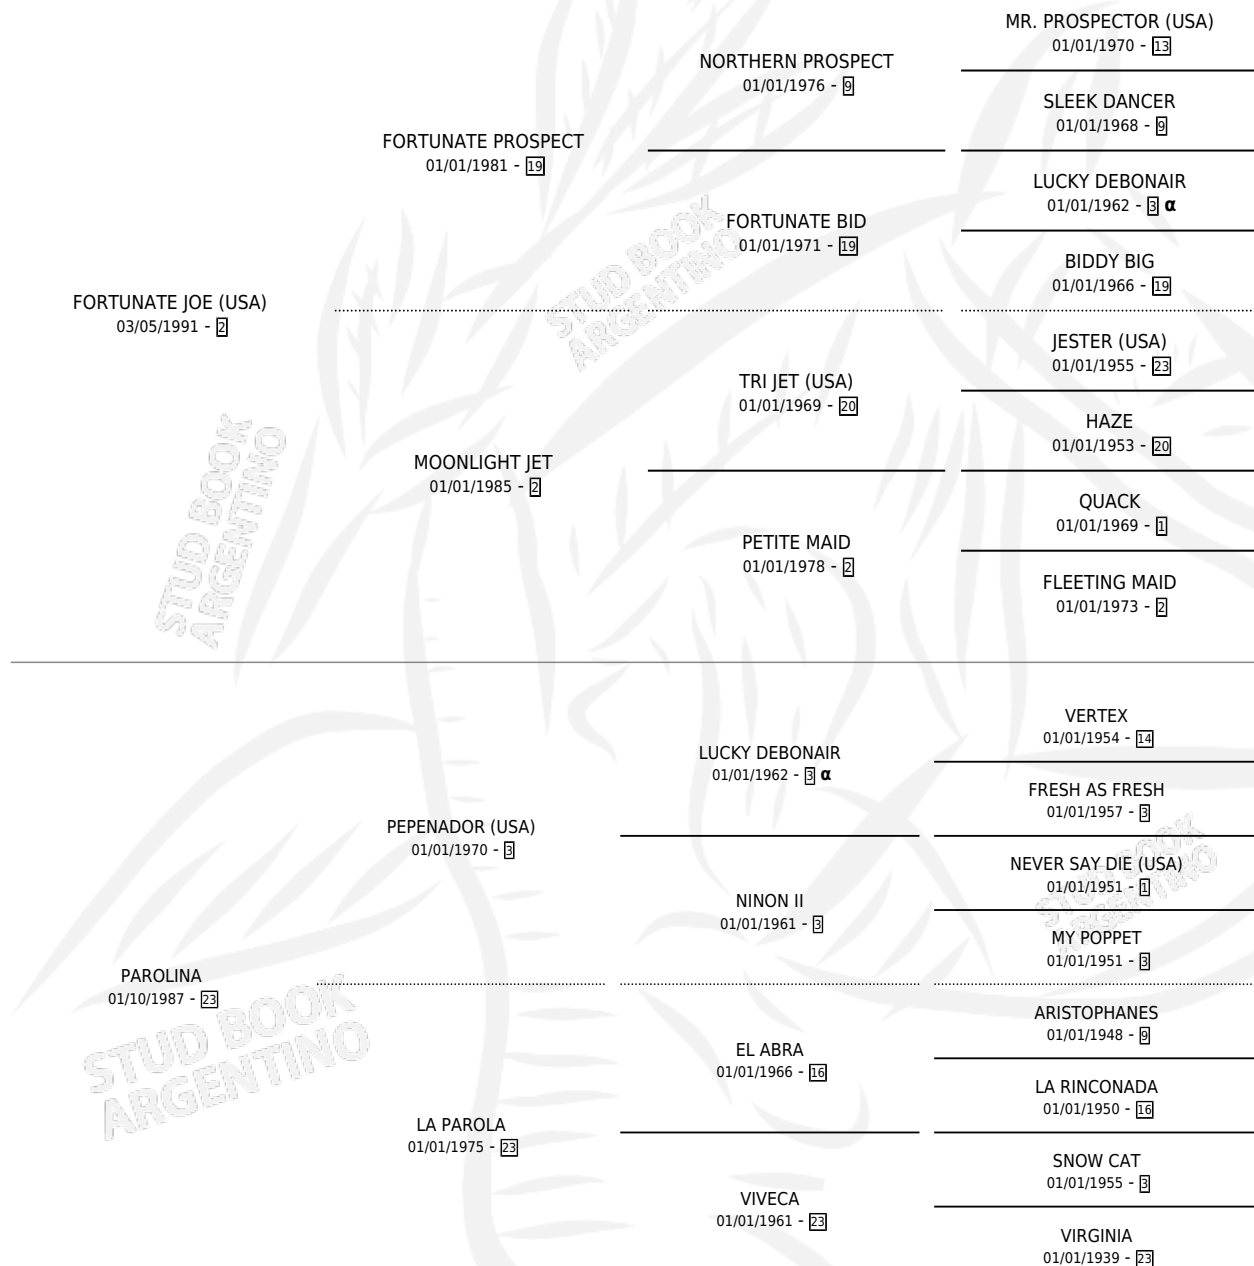 MR. PROSPECTOR (USA)
01/01/1970 - 13
NORTHERN PROSPECT
01/01/1976 - 9
SLEEK DANCER
01/01/1968 - 9
FORTUNATE PROSPECT
01/01/1981 - 19
LUCKY DEBONAIR
01/01/1962 - 3 α
FORTUNATE BID
01/01/1971 - 19
BIDDY BIG
01/01/1966 - 19
FORTUNATE JOE (USA)
03/05/1991 - 2
JESTER (USA)
01/01/1955 - 23
TRI JET (USA)
01/01/1969 - 20
HAZE
01/01/1953 - 20
MOONLIGHT JET
01/01/1985 - 2
QUACK
01/01/1969 - 1
PETITE MAID
01/01/1978 - 2
FLEETING MAID
01/01/1973 - 2
STUD BOOK
ARGENTINO
STUD BOOK
ARGENTINO
VERTEX
01/01/1954 - 14
LUCKY DEBONAIR
01/01/1962 - 3 α
FRESH AS FRESH
01/01/1957 - 3
PEPENADOR (USA)
01/01/1970 - 3
NEVER SAY DIE (USA)
01/01/1951 - 1
NINON II
01/01/1961 - 3
MY POPPET
01/01/1951 - 3
PAROLINA
01/10/1987 - 23
ARISTOPHANES
01/01/1948 - 9
EL ABRA
01/01/1966 - 16
LA RINCONADA
01/01/1950 - 16
LA PAROLA
01/01/1975 - 23
SNOW CAT
01/01/1955 - 3
VIVECA
01/01/1961 - 23
VIRGINIA
01/01/1939 - 23
STUD BOOK
ARGENTINO
STUD BOOK
ARGENTINO